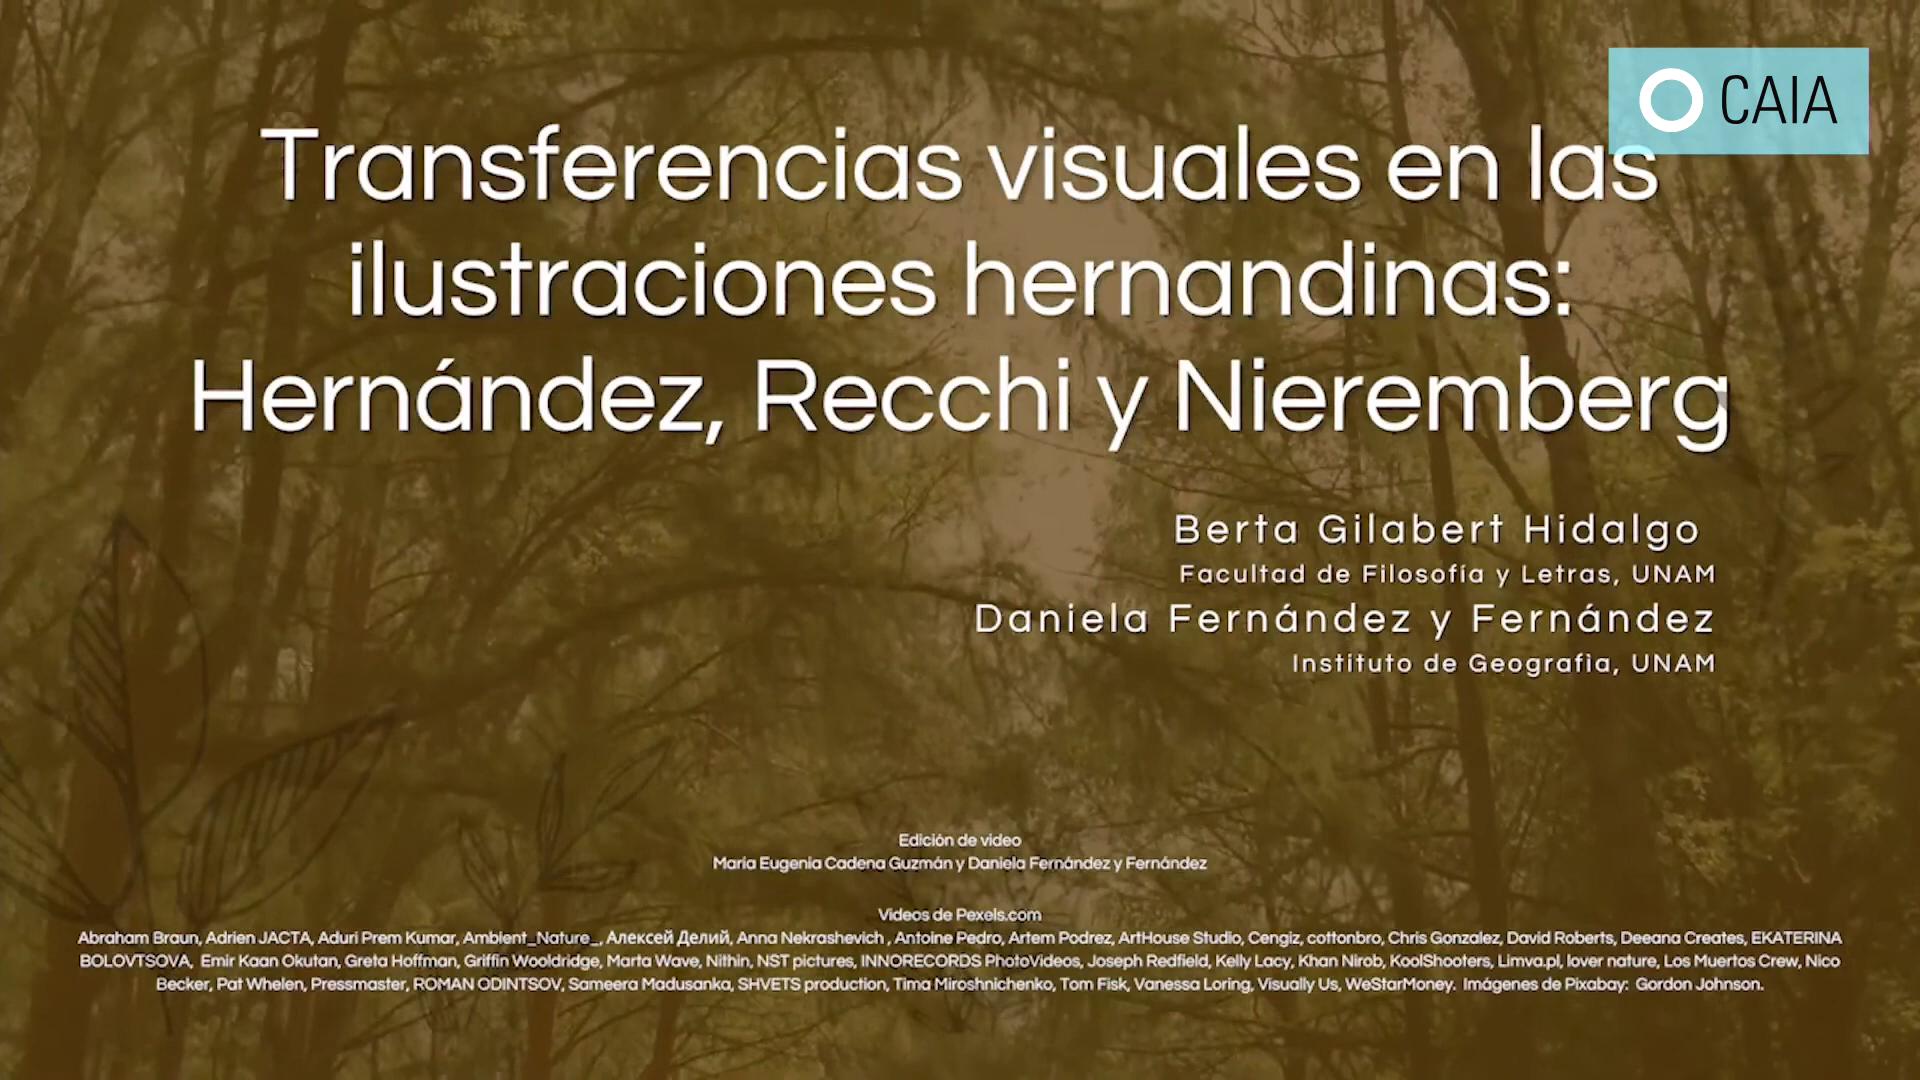 CAIA
Transferencias visuales en las
ilustraciones hernandinas:
Hernández, Recchi y Nieremberg
Berta Gilabert Hidalgo
Facultad de Filosofía y Letras, UNAM
Daniela Fernández y Fernández
Instituto de Geografìa, UNAM
Edición de video
María Eugenia Cadena Guzmán y Daniela Fernández y Fernández
Videos de Pexels.com
Abraham Braun, Adrien JACTA, Aduri Prem Kumar, Ambient_Nature_, Алексей Делий, Anna Nekrashevich , Antoine Pedro, Artem Podrez, ArtHouse Studio, Cengiz, cottonbro, Chris Gonzalez, David Roberts, Deeana Creates, EKATERINA
BOLOVTSOVA, Emir Kaan Okutan, Greta Hoffman, Griffin Wooldridge, Marta Wave, Nithin, NST pictures, INNORECORDS PhotoVideos, Joseph Redfield, Kelly Lacy, Khan Nirob, KoolShooters, Limva.pl, lover nature, Los Muertos Crew, Nico
Becker, Pat Whelen, Pressmaster, ROMAN ODINTSOV, Sameera Madusanka, SHVETS production, Tima Miroshnichenko, Tom Fisk, Vanessa Loring, Visually Us, WeStarMoney. Imágenes de Pixabay: Gordon Johnson.